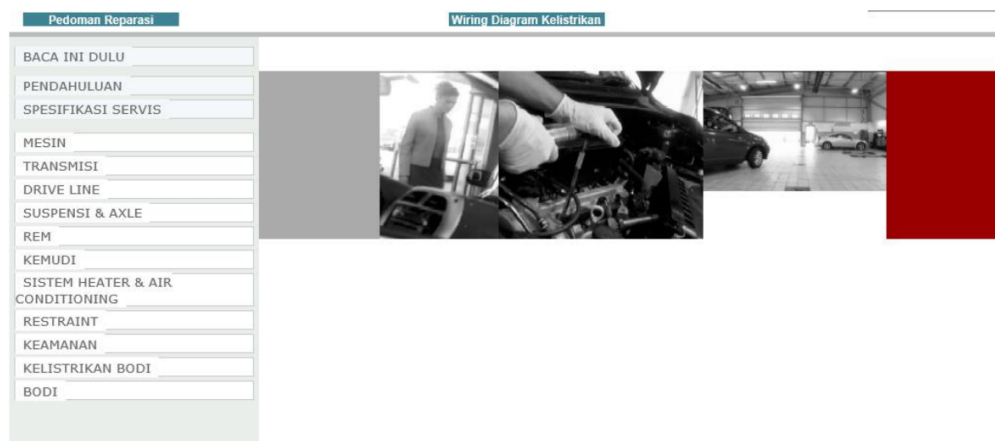 Pedoman Reparasi
Wiring Diagram Kelistrikan
BACA INI DULU
PENDAHULUAN
SPESIFIKASI SERVIS
MESIN
TRANSMISI
DRIVE LINE
SUSPENSI & AXLE
REM
KEMUDI
SISTEM HEATER & AIR
CONDITIONING
RESTRAINT
KEAMANAN
KELISTRIKAN BODI
BODI